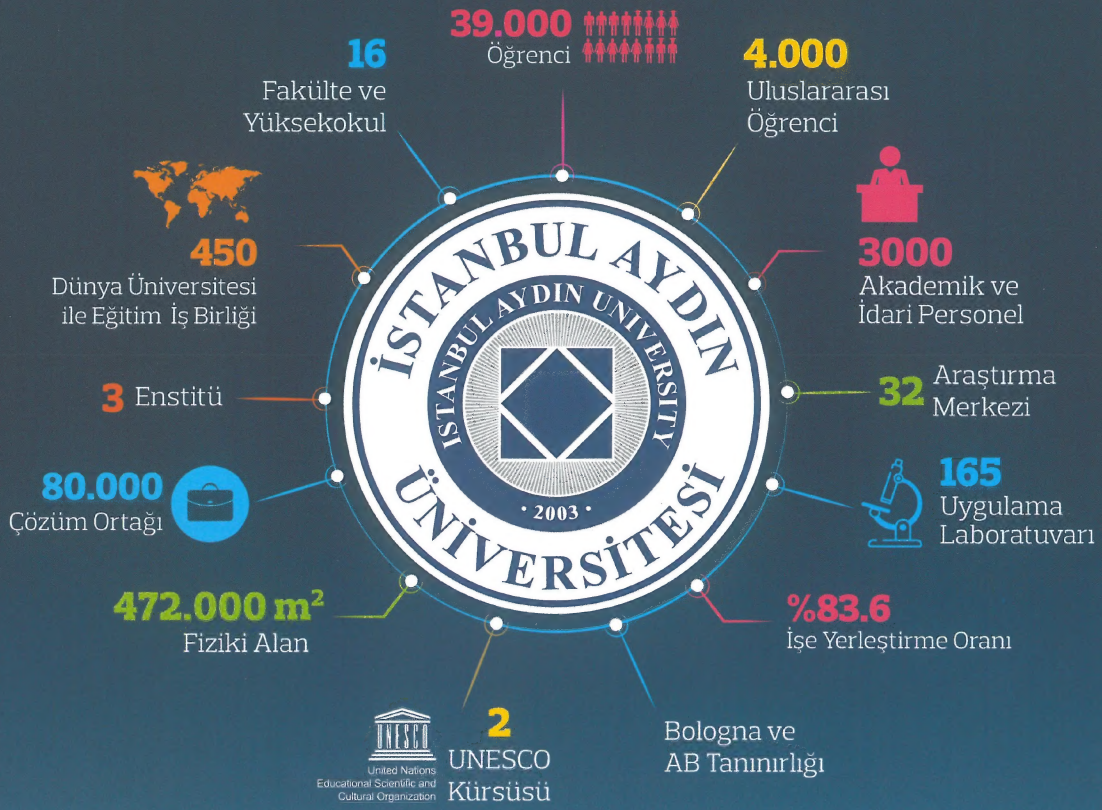 39.000
Öğrenci
16
Fakülte ve
Yüksekokul
4.000
Uluslararası
Öğrenci
450
Dünya Üniversitesi
ile Eğitim İş Birliği
3000
Akademik ve
İdari Personel
3 Enstitü
32 Araştırma
Merkezi
80.000
Çözüm Ortağı
165
Uygulama
Laboratuvarı
472.000 m²
Fiziki Alan
%83.6
İşe Yerleştirme Oranı
2
UNESCO
Kürsüsü
UNESCO
United Nations
Educational Scientific and
Cultural Organization
Bologna ve
AB Tanınırlığı
İSTANBUL AYDIN
ÜNİVERSİTESİ
ISTANBUL AYDIN UNIVERSITY
· 2003 ·